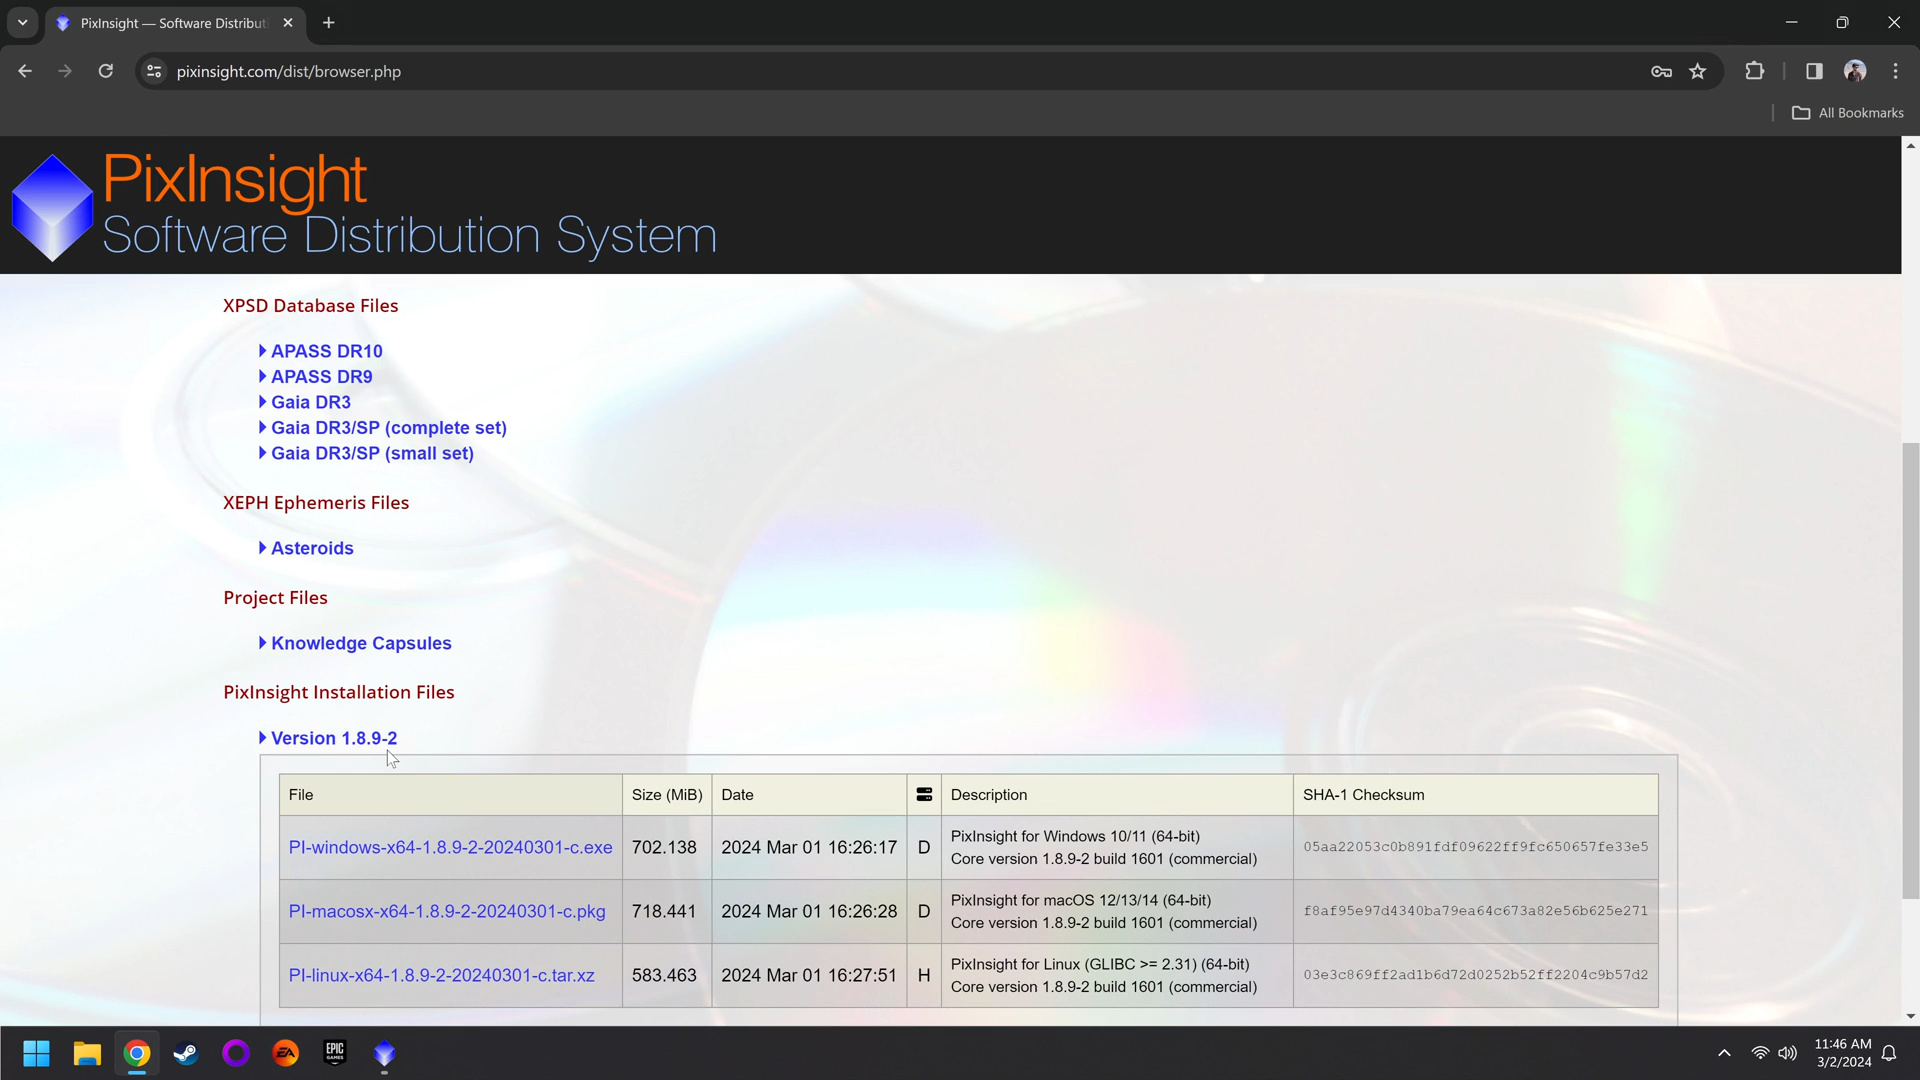 PixInsight — Software Distribut
pixinsight.com/dist/browser.php
All Bookmarks
PixInsight
Software Distribution System
XPSD Database Files
APASS DR10
APASS DR9
Gaia DR3
Gaia DR3/SP (complete set)
Gaia DR3/SP (small set)
XEPH Ephemeris Files
Asteroids
Project Files
Knowledge Capsules
PixInsight Installation Files
Version 1.8.9-2
File Size (MiB) Date Description SHA-1 Checksum
PixInsight for Windows 10/11 (64-bit)
PI-windows-x64-1.8.9-2-20240301-c.exe 702.138 2024 Mar 01 16:26:17 D 05aa22053c0b891fdf09622ff9fc650657fe33e5
Core version 1.8.9-2 build 1601 (commercial)
PixInsight for macOS 12/13/14 (64-bit)
PI-macosx-x64-1.8.9-2-20240301-c.pkg 718.441 2024 Mar 01 16:26:28 D f8af95e97d4340ba79ea64c673a82e56b625e271
Core version 1.8.9-2 build 1601 (commercial)
PixInsight for Linux (GLIBC >= 2.31) (64-bit)
PI-linux-x64-1.8.9-2-20240301-c.tar.xz 583.463 2024 Mar 01 16:27:51 H 03e3c869ff2ad1b6d72d0252b52ff2204c9b57d2
Core version 1.8.9-2 build 1601 (commercial)
EA
EPIC
GAMES
11:46 AM
3/2/2024